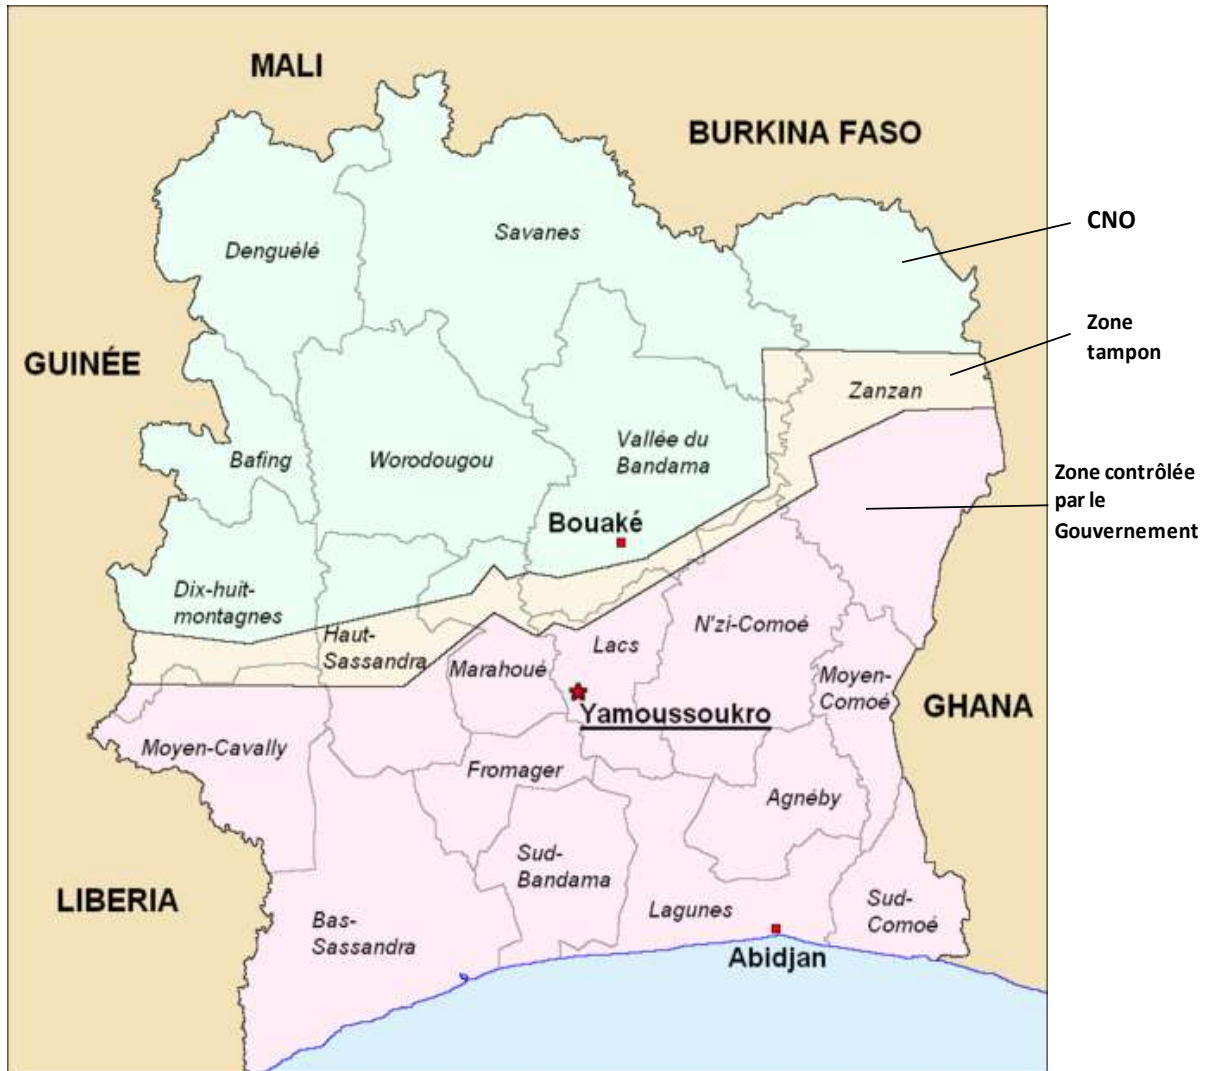 MALI
BURKINA FASO
CNO
Savanes
Denguélé
Zone
tampon
GUINÉE
Zanzan
Vallée du
Bandama
Bafing
Worodougou
Zone contrôlée
par le
Gouvernement
Bouaké
Dix-huit-
montagnes
Haut-
Sassandra
N'zi-Comoé
Lacs
Marahoué
Moyen-
Comoé
GHANA
Yamoussoukro
Moyen-Cavally
Fromager
Agnéby
Sud-
Bandama
LIBERIA
Lagunes
Sud-
Comoé
Bas-
Sassandra
Abidjan